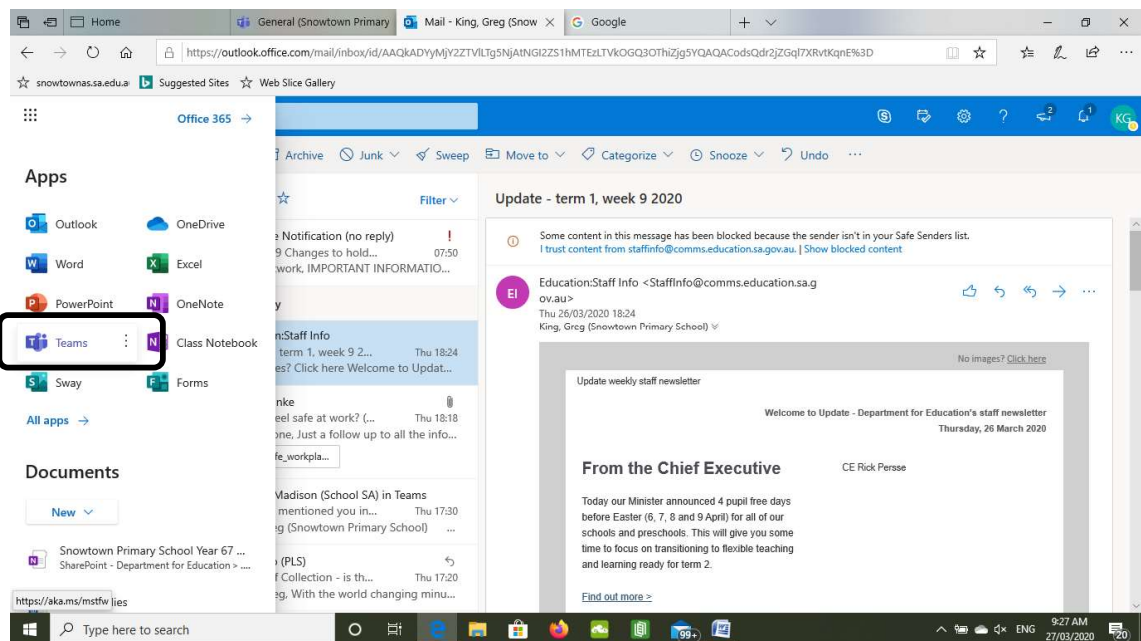 Home
General (Snowtown Primary
Mail - King, Greg (Snow
Google
https://outlook.office.com/mail/inbox/id/
snowtownas.sa.edu.a
Suggested Sites
Web Slice Gallery
Office 365 →
Apps
Outlook
OneDrive
Word
Excel
PowerPoint
OneNote
Teams
Class Notebook
Sway
Forms
All apps →
Documents
New
Snowtown Primary School Year 67 ...
SharePoint - Department for Education > ....
https://aka.ms/mstfw
lies
Archive
Junk
Sweep
Move to
Categorize
Snooze
Undo
Filter
e Notification (no reply)
9 Changes to hold... 07:50
work, IMPORTANT INFORMATIO...
y
n:Staff Info
term 1, week 9 2... Thu 18:24
es? Click here Welcome to Updat...
nke
eel safe at work? (... Thu 18:18
one, Just a follow up to all the info...
fe_workpla...
Madison (School SA) in Teams
mentioned you in... Thu 17:30
eg (Snowtown Primary School) ...
(PLS)
f Collection - is th... Thu 17:20
eg, With the world changing minu...
2
1
KG
Update - term 1, week 9 2020
Some content in this message has been blocked because the sender isn't in your Safe Senders list.
I trust content from staffinfo@comms.education.sa.gov.au. | Show blocked content
EI
Education:Staff Info <StaffInfo@comms.education.sa.g
ov.au>
Thu 26/03/2020 18:24
King, Greg (Snowtown Primary School)
No images? Click here
Update weekly staff newsletter
Welcome to Update - Department for Education's staff newsletter
Thursday, 26 March 2020
From the Chief Executive
CE Rick Persse
Today our Minister announced 4 pupil free days
before Easter (6, 7, 8 and 9 April) for all of our
schools and preschools. This will give you some
time to focus on transitioning to flexible teaching
and learning ready for term 2.
Find out more >
Type here to search
99+
ENG
9:27 AM
27/03/2020
20